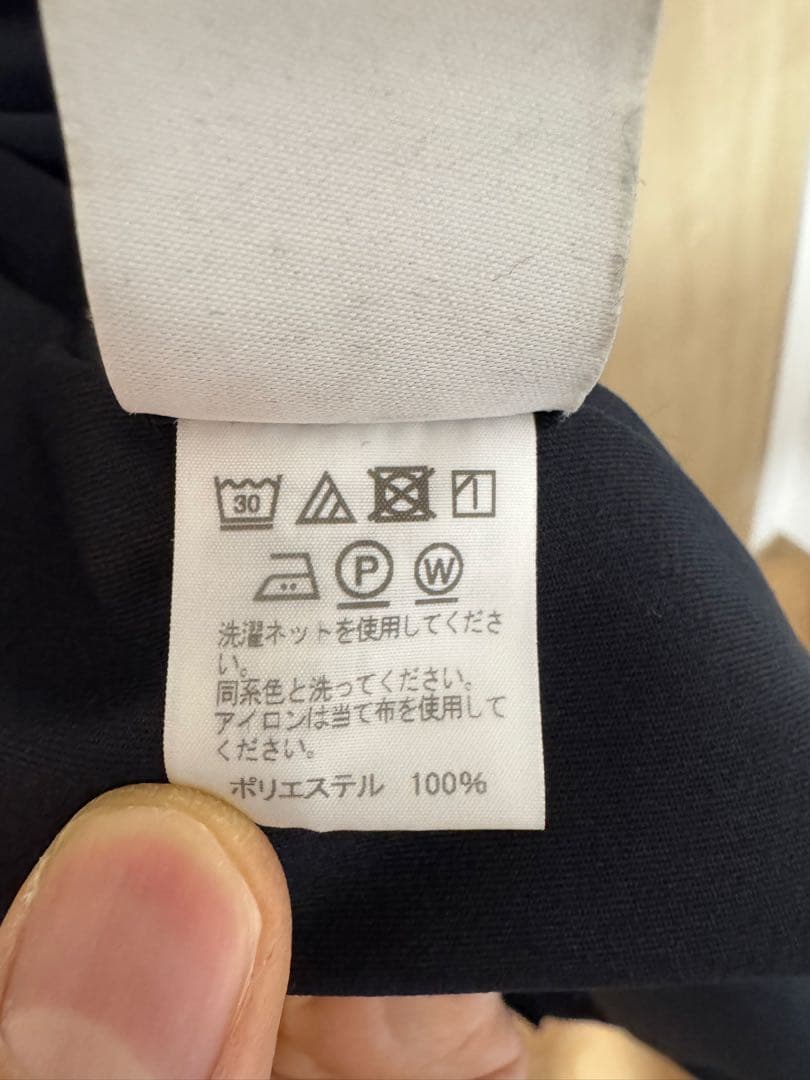 30
P W
洗濯ネットを使用してくださ
い。
同系色と洗ってください。
アイロンは当て布を使用して
ください。
ポリエステル 100%